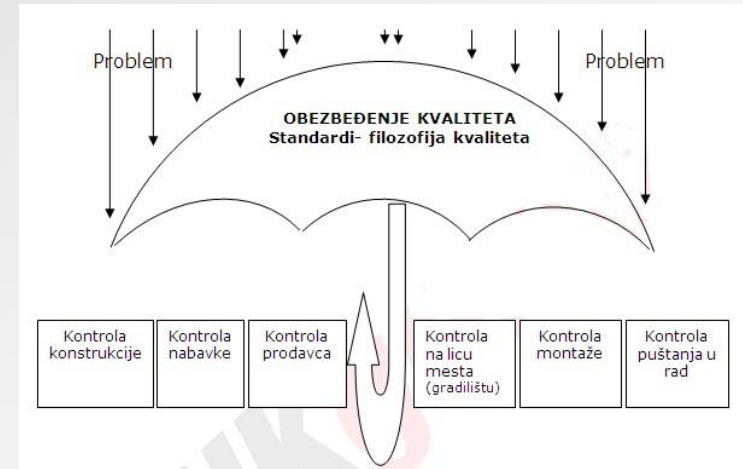 Problem
Problem
OBEZBEĐENJE KVALITETA
Standardi- filozofija kvaliteta
Kontrola
konstrukcije
Kontrola
nabavke
Kontrola
prodavca
Kontrola
na licu
mesta
(gradilištu)
Kontrola
montaže
Kontrola
puštanja u
rad